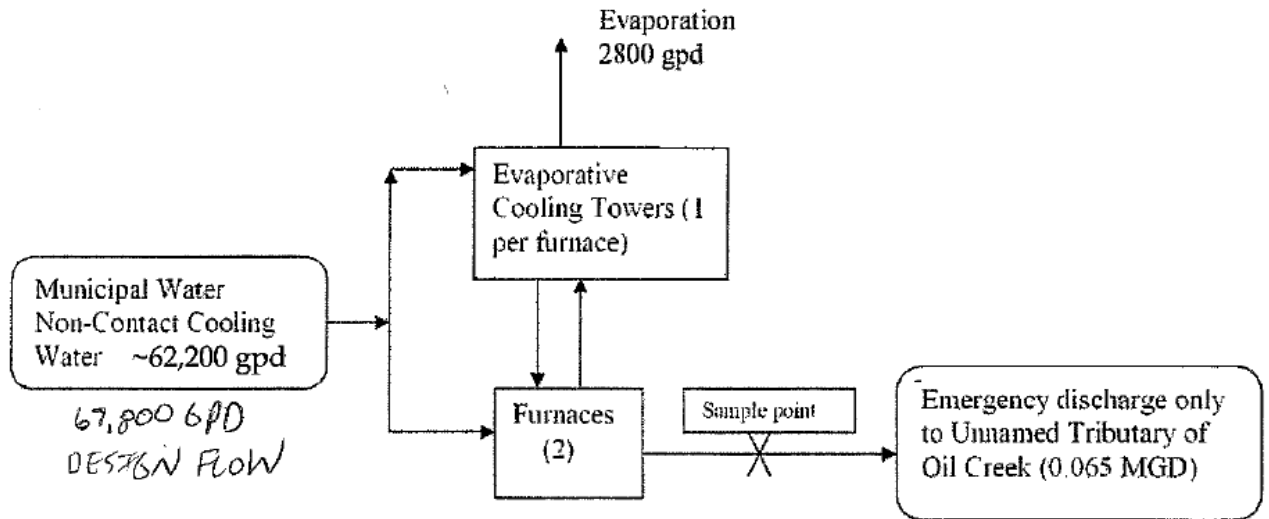 Evaporation
2800 gpd
Evaporative
Cooling Towers (1
per furnace)
Municipal Water
Non-Contact Cooling
Water ~62,200 gpd
67,800 GPD
DESIGN FLOW
Furnaces
(2)
Sample point
Emergency discharge only
to Unnamed Tributary of
Oil Creek (0.065 MGD)